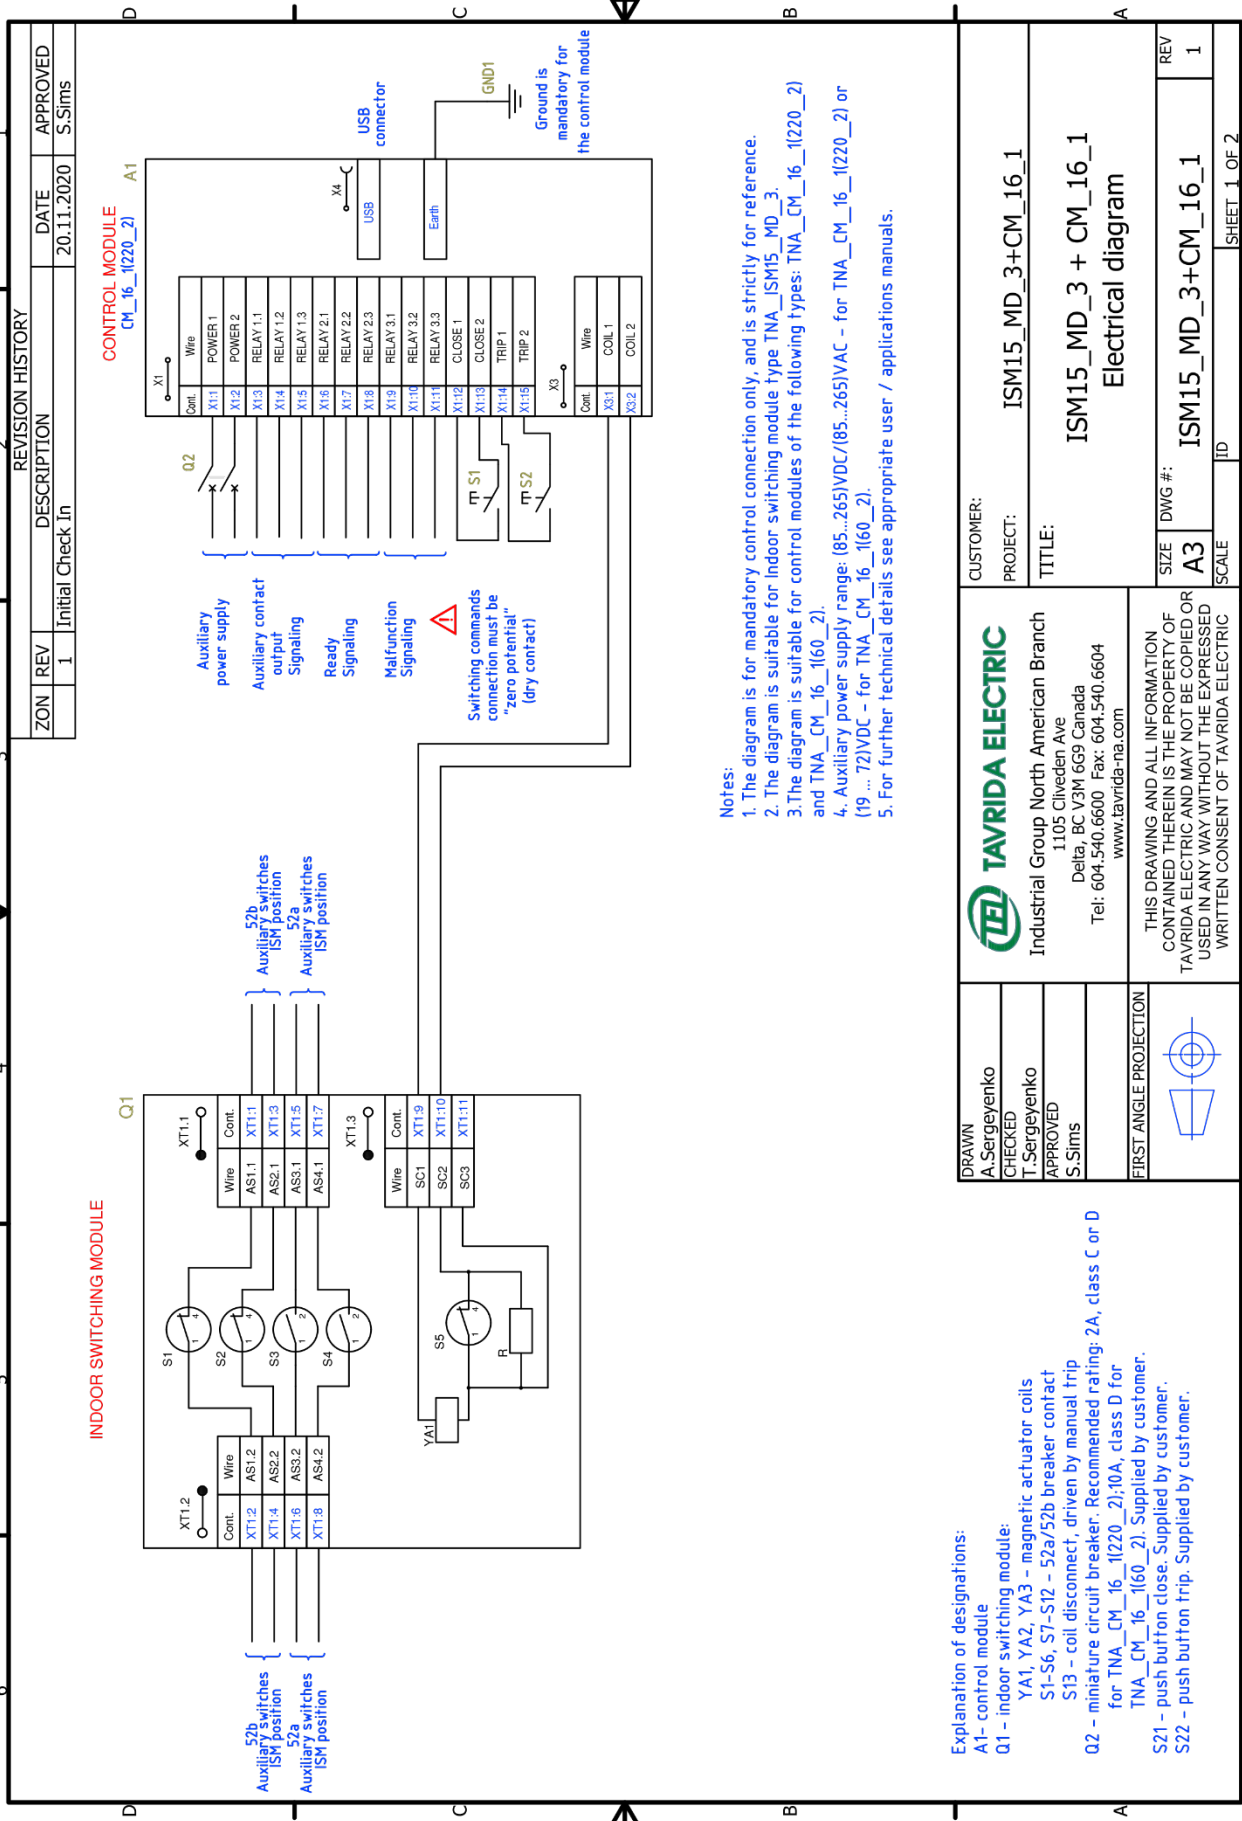 REVISION HISTORY
ZON REV DESCRIPTION DATE APPROVED
1 Initial Check In 20.11.2020 S.Sims
INDOOR SWITCHING MODULE
Q1
XT1.2
Cont. Wire
XT1:2 AS1.2
XT1:4 AS2.2
XT1:6 AS3.2
XT1:8 AS4.2
52b
Auxiliary switches
ISM position
52a
Auxiliary switches
ISM position
S1 1 4
S2 1 4
S3 1 2
S4 1 2
XT1.1
Wire Cont.
AS1.1 XT1:1
AS2.1 XT1:3
AS3.1 XT1:5
AS4.1 XT1:7
52b
Auxiliary switches
ISM position
52a
Auxiliary switches
ISM position
XT1.3
Wire Cont.
SC1 XT1:9
SC2 XT1:10
SC3 XT1:11
YA1
S5 1 4
R
CONTROL MODULE
CM_16_1(220_2)
A1
X1
Cont. Wire
X1:1 POWER 1
X1:2 POWER 2
X1:3 RELAY 1.1
X1:4 RELAY 1.2
X1:5 RELAY 1.3
X1:6 RELAY 2.1
X1:7 RELAY 2.2
X1:8 RELAY 2.3
X1:9 RELAY 3.1
X1:10 RELAY 3.2
X1:11 RELAY 3.3
X1:12 CLOSE 1
X1:13 CLOSE 2
X1:14 TRIP 1
X1:15 TRIP 2
X3
Cont. Wire
X3:1 COIL 1
X3:2 COIL 2
Q2
S1
S2
Auxiliary
power supply
Auxiliary contact
output
Signaling
Ready
Signaling
Malfunction
Signaling
!
Switching commands
connection must be
"zero potential"
(dry contact)
X4
USB
USB
connector
Earth
GND1
Ground is
mandatory for
the control module
Notes:
1. The diagram is for mandatory control connection only, and is strictly for reference.
2. The diagram is suitable for Indoor switching module type TNA_ISM15_MD_3.
3.The diagram is suitable for control modules of the following types: TNA_CM_16_1(220_2)
and TNA_CM_16_1(60_2).
4. Auxiliary power supply range: (85...265)VDC/(85...265)VAC – for TNA_CM_16_1(220_2) or
(19 ... 72)VDC – for TNA_CM_16_1(60_2).
5. For further technical details see appropriate user / applications manuals.
Explanation of designations:
A1- control module
Q1 – indoor switching module:
YA1, YA2, YA3 – magnetic actuator coils
S1-S6, S7-S12 – 52a/52b breaker contact
S13 – coil disconnect, driven by manual trip
Q2 – miniature circuit breaker. Recommended rating: 2A, class C or D
for TNA_CM_16_1(220_2);10A, class D for
TNA_CM_16_1(60_2). Supplied by customer.
S21 – push button close. Supplied by customer.
S22 – push button trip. Supplied by customer.
DRAWN
A.Sergeyenko
CHECKED
T.Sergeyenko
APPROVED
S.Sims
FIRST ANGLE PROJECTION
TEL TAVRIDA ELECTRIC
Industrial Group North American Branch
1105 Cliveden Ave
Delta, BC V3M 6G9 Canada
Tel: 604.540.6600 Fax: 604.540.6604
www.tavrida-na.com
THIS DRAWING AND ALL INFORMATION
CONTAINED THEREIN IS THE PROPERTY OF
TAVRIDA ELECTRIC AND MAY NOT BE COPIED OR
USED IN ANY WAY WITHOUT THE EXPRESSED
WRITTEN CONSENT OF TAVRIDA ELECTRIC
CUSTOMER:
PROJECT: ISM15_MD_3+CM_16_1
TITLE:
ISM15_MD_3 + CM_16_1
Electrical diagram
SIZE A3
DWG #: ISM15_MD_3+CM_16_1
REV 1
SCALE
ID
SHEET 1 OF 2
D
C
B
A
D
C
B
A